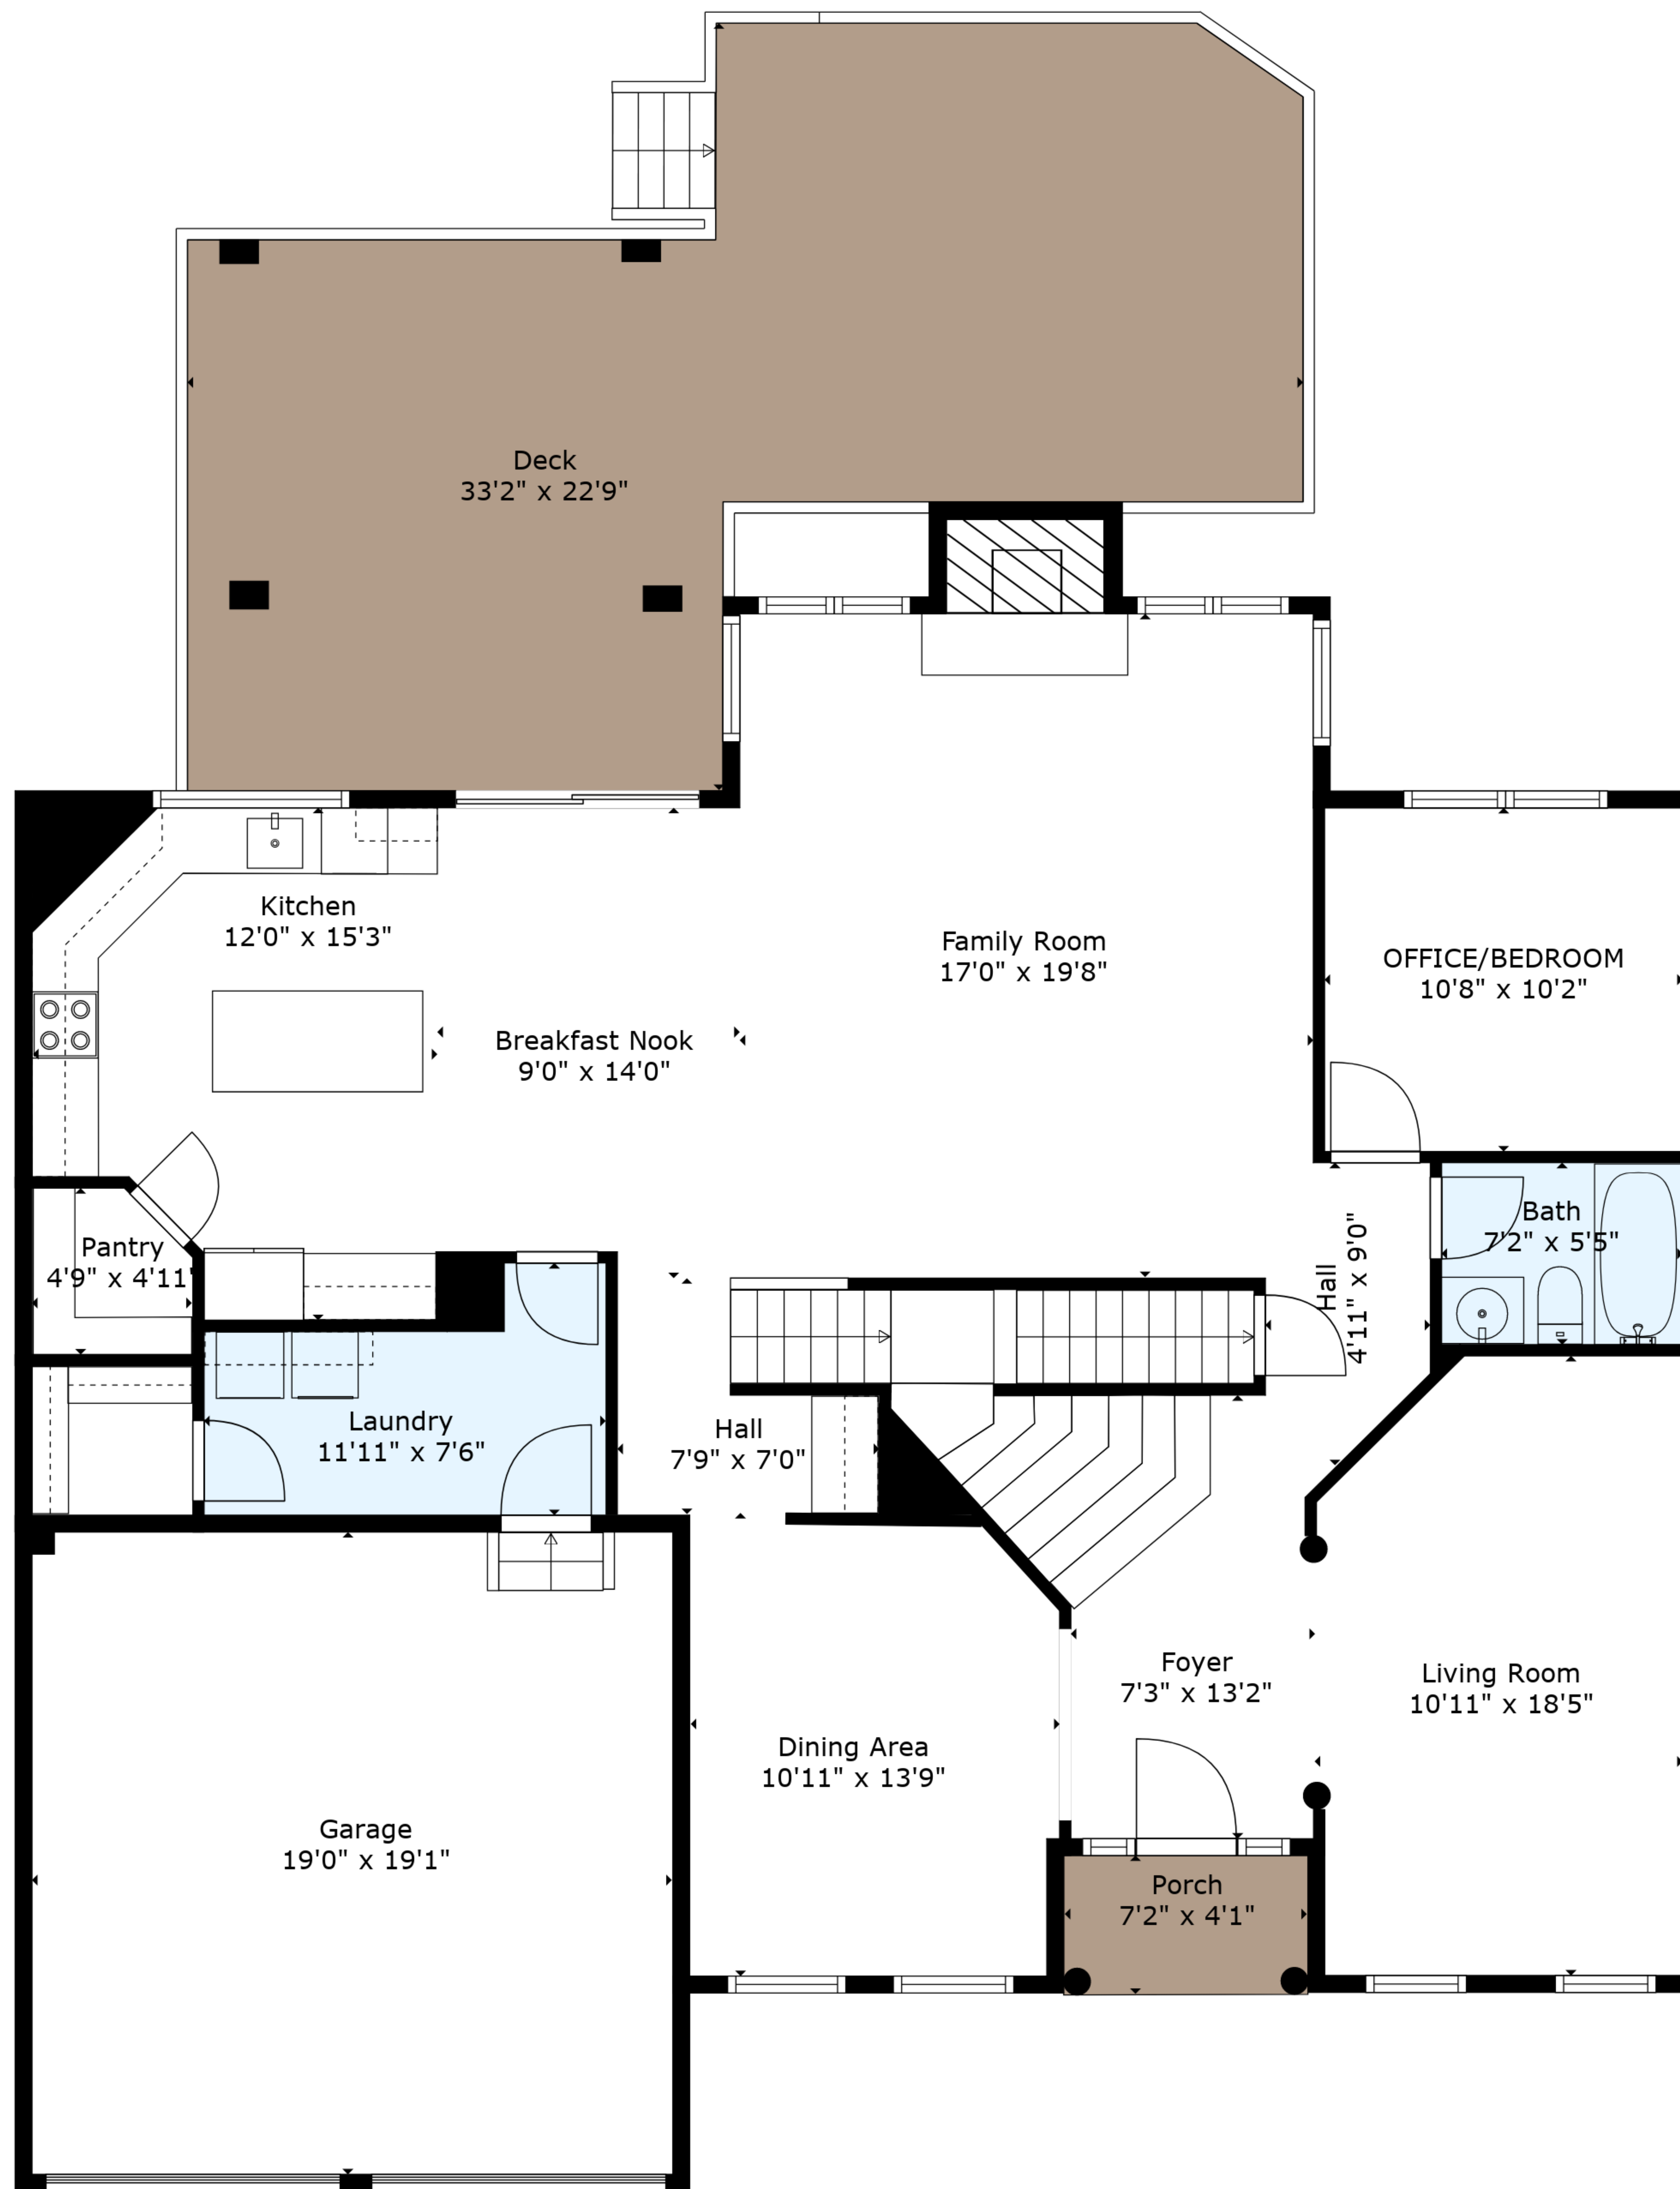 Deck
33'2" x 22'9"
Kitchen
12'0" x 15'3"
Family Room
17'0" x 19'8"
OFFICE/BEDROOM
10'8" x 10'2"
Breakfast Nook
9'0" x 14'0"
Pantry
4'9" x 4'11"
Bath
7'2" x 5'5"
Hall
4'11" x 9'0"
Laundry
11'11" x 7'6"
Hall
7'9" x 7'0"
Foyer
7'3" x 13'2"
Living Room
10'11" x 18'5"
Dining Area
10'11" x 13'9"
Garage
19'0" x 19'1"
Porch
7'2" x 4'1"